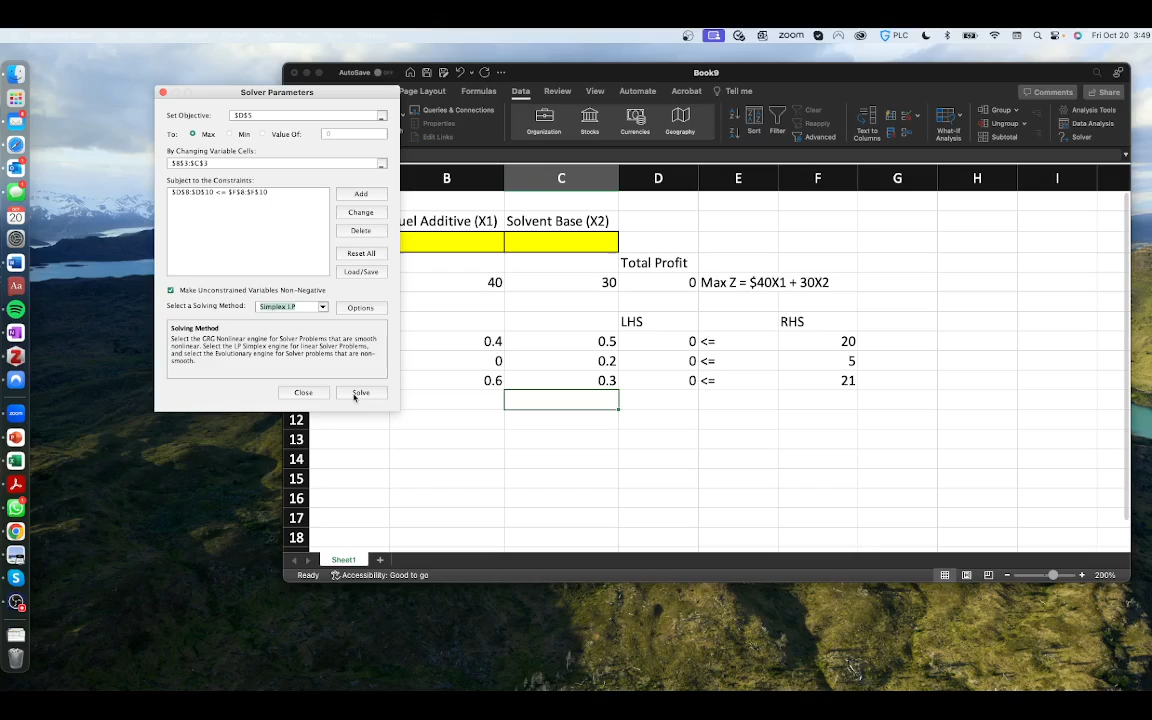 zoom
PLC
Fri Oct 20 3:49
AutoSave
Book9
Page Layout
Formulas
Data
Review
View
Automate
Acrobat
Tell me
Comments
Share
Queries & Connections
Properties
Edit Links
Organization
Stocks
Currencies
Geography
Sort
Filter
Clear
Reapply
Advanced
Text to
Columns
What-If
Analysis
Group
Ungroup
Subtotal
Analysis Tools
Data Analysis
Solver
Solver Parameters
Set Objective:
$D$5
To:
Max
Min
Value Of:
0
By Changing Variable Cells:
$B$3:$C$3
Subject to the Constraints:
$D$8:$D$10 <= $F$8:$F$10
Add
Change
Delete
Reset All
Load/Save
Make Unconstrained Variables Non-Negative
Select a Solving Method:
Simplex LP
Options
Solving Method
Select the GRG Nonlinear engine for Solver Problems that are smooth
nonlinear. Select the LP Simplex engine for linear Solver Problems,
and select the Evolutionary engine for Solver problems that are non-
smooth.
Close
Solve
B C D E F G H I
uel Additive (X1) Solvent Base (X2)
Total Profit
40 30 0 Max Z = $40X1 + 30X2
LHS RHS
0.4 0.5 0 <= 20
0 0.2 0 <= 5
0.6 0.3 0 <= 21
12
13
14
15
16
17
18
Sheet1
Ready
Accessibility: Good to go
200%
OCT
20
Aa
zoom